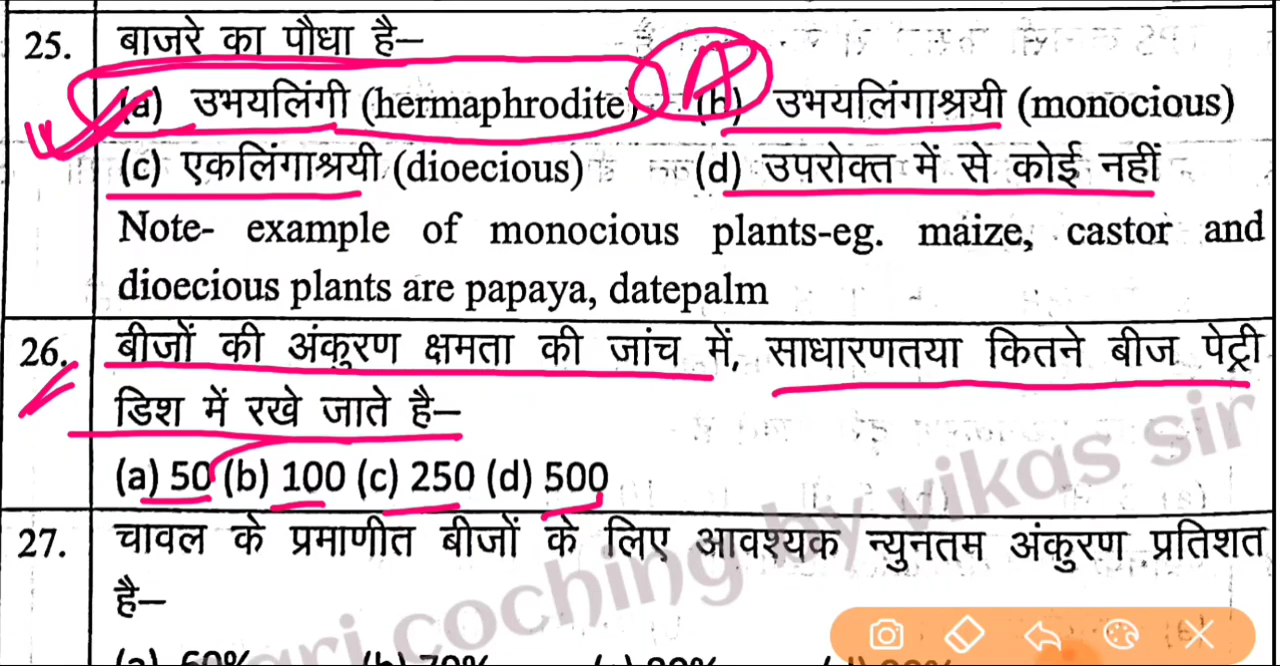 25. बाजरे का पौधा है–
(a) उभयलिंगी (hermaphrodite) (b) उभयलिंगाश्रयी (monocious)
(c) एकलिंगाश्रयी (dioecious) (d) उपरोक्त में से कोई नहीं
Note- example of monocious plants-eg. maize, castor and
dioecious plants are papaya, datepalm
26. बीजों की अंकुरण क्षमता की जांच में, साधारणतया कितने बीज पेट्री
डिश में रखे जाते है–
(a) 50 (b) 100 (c) 250 (d) 500
27. चावल के प्रमाणीत बीजों के लिए आवश्यक न्युनतम अंकुरण प्रतिशत
है–
coching by vikas sir